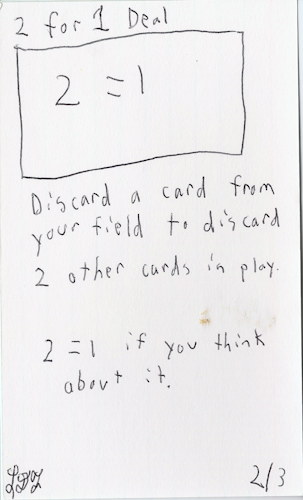 2 for 1 Deal
2 = 1
Discard a card from
your field to discard
2 other cards in play.
2 = 1 if you think
about it.
2/3